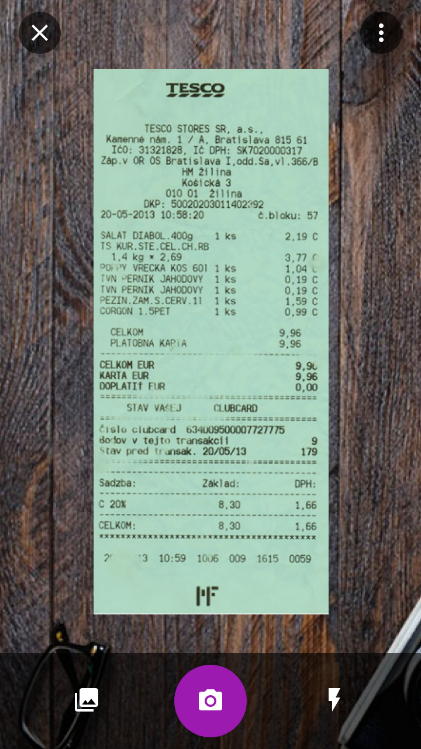 TESCO
TESCO STORES SR, a.s.,
Kamenné nám. 1 / A, Bratislava 815 61
IČO: 31321828, IČ DPH: SK7020000317
Záp.v OR OS Bratislava I,odd.Sa,vl.366/B
HM Žilina
Košická 3
010 01 Žilina
DKP: 50020203011402392
20-05-2013 10:58:20 č.bloku: 57
SALAT DIABOL.400g 1 ks 2,19 C
TS KUR.STE.CEL.CH.RB
1,4 kg × 2,69 3,77 C
POPPY VRECKA KOS 60l 1 ks 1,04 C
TVN PERNIK JAHODOVY 1 ks 0,19 C
TVN PERNIK JAHODOVY 1 ks 0,19 C
PEZIN.ZAM.S.CERV.1l 1 ks 1,59 C
CORGON 1.5PET 1 ks 0,99 C
CELKOM 9,96
PLATOBNA KARTA 9,96
CELKOM EUR 9,96
KARTA EUR 9,96
DOPLATIŤ EUR 0,00
STAV VAŠEJ CLUBCARD
Číslo clubcard 634009500007727775
Bodov v tejto transakcii 9
Stav pred transak. 20/05/13 179
Sadzba: Základ: DPH:
C 20% 8,30 1,66
CELKOM: 8,30 1,66
****************************************
13 10:59 1006 009 1615 0059
MF